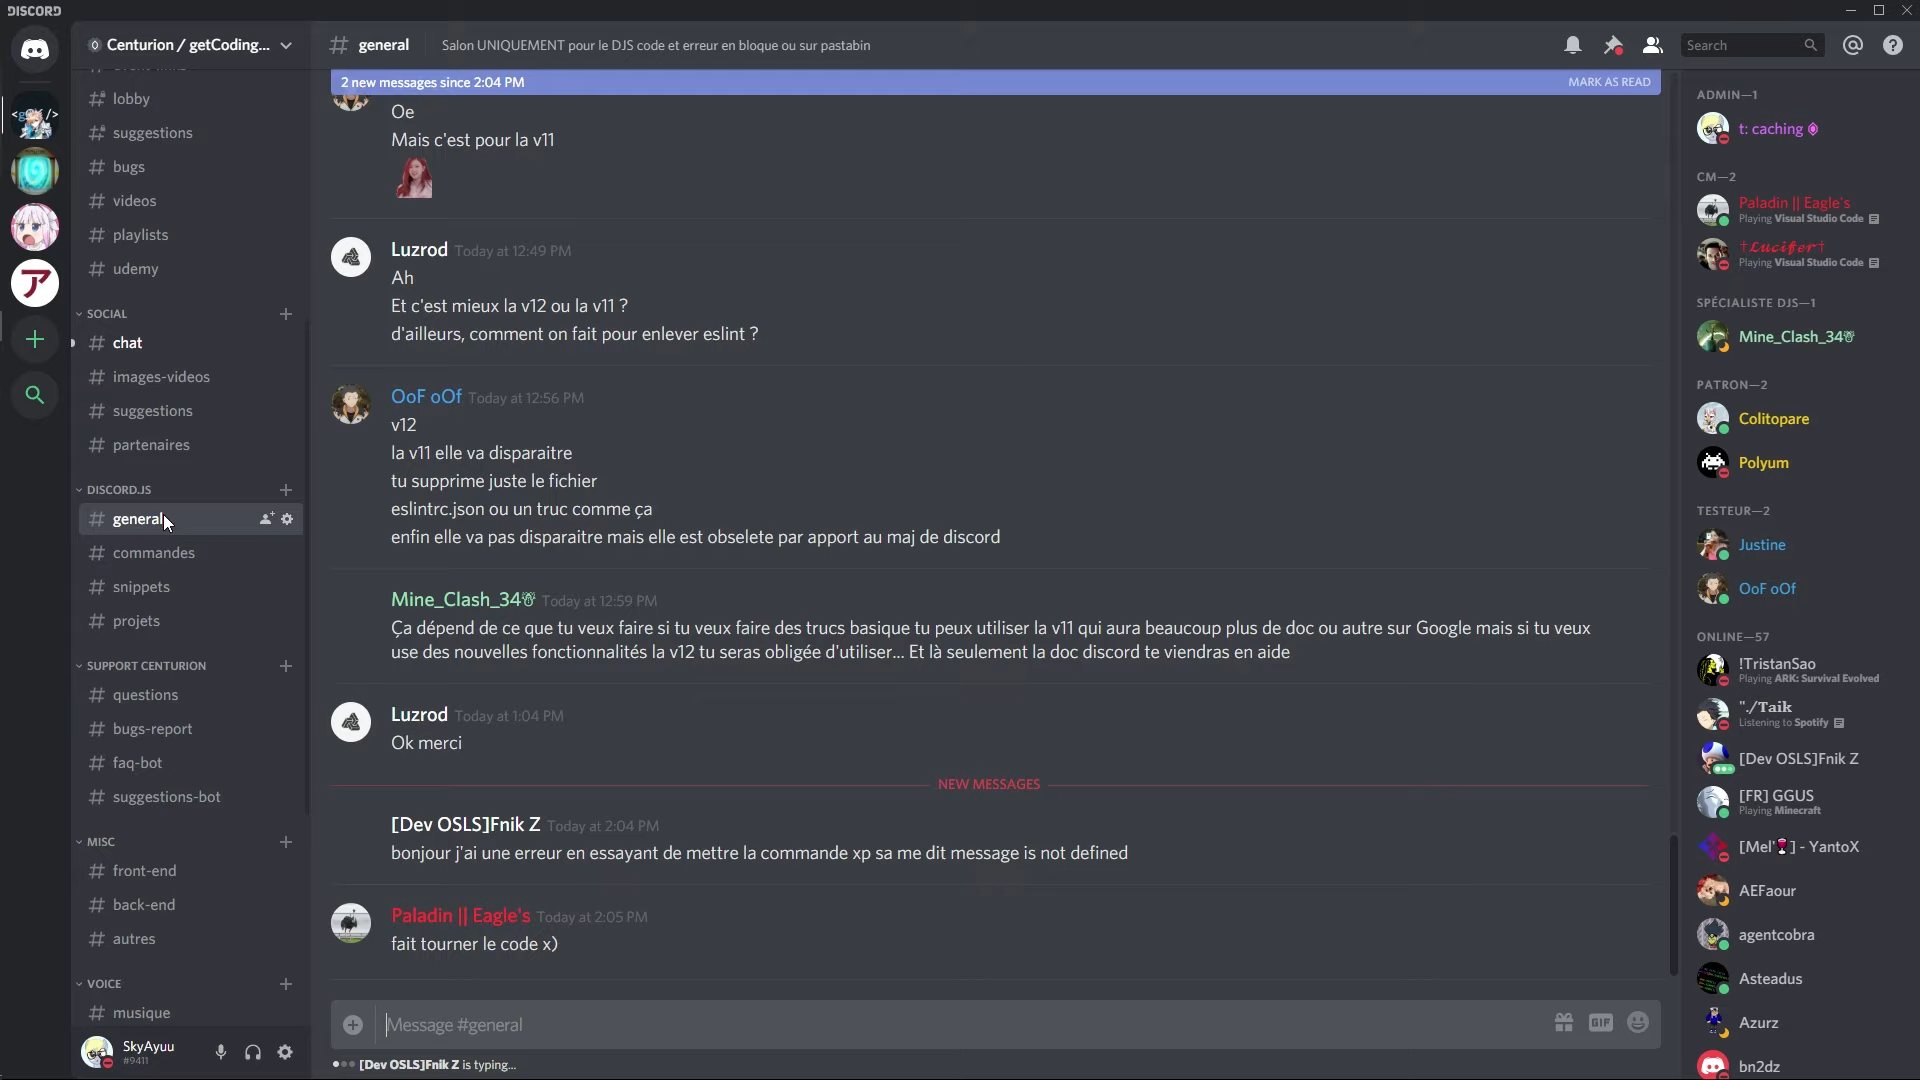 DISCORD
Centurion / getCoding...
lobby
suggestions
bugs
videos
playlists
udemy
SOCIAL
chat
images-videos
suggestions
partenaires
DISCORD.JS
general
commandes
snippets
projets
SUPPORT CENTURION
questions
bugs-report
faq-bot
suggestions-bot
MISC
front-end
back-end
autres
VOICE
musique
SkyAyuu
#9411
general
Salon UNIQUEMENT pour le DJS code et erreur en bloque ou sur pastabin
Search
2 new messages since 2:04 PM
MARK AS READ
Oe
Mais c'est pour la v11
Luzrod Today at 12:49 PM
Ah
Et c'est mieux la v12 ou la v11 ?
d'ailleurs, comment on fait pour enlever eslint ?
OoF oOf Today at 12:56 PM
v12
la v11 elle va disparaitre
tu supprime juste le fichier
eslintrc.json ou un truc comme ça
enfin elle va pas disparaitre mais elle est obselete par apport au maj de discord
Mine_Clash_34☃ Today at 12:59 PM
Ça dépend de ce que tu veux faire si tu veux faire des trucs basique tu peux utiliser la v11 qui aura beaucoup plus de doc ou autre sur Google mais si tu veux
use des nouvelles fonctionnalités la v12 tu seras obligée d'utiliser... Et là seulement la doc discord te viendras en aide
Luzrod Today at 1:04 PM
Ok merci
NEW MESSAGES
[Dev OSLS]Fnik Z Today at 2:04 PM
bonjour j'ai une erreur en essayant de mettre la commande xp sa me dit message is not defined
Paladin || Eagle's Today at 2:05 PM
fait tourner le code x)
Message #general
GIF
[Dev OSLS]Fnik Z is typing...
ADMIN—1
t: caching
CM—2
Paladin || Eagle's
Playing Visual Studio Code
†𝓛𝓾𝓬𝓲𝓯𝓮𝓻†
Playing Visual Studio Code
SPÉCIALISTE DJS—1
Mine_Clash_34☃
PATRON—2
Colitopare
Polyum
TESTEUR—2
Justine
OoF oOf
ONLINE—57
!TristanSao
Playing ARK: Survival Evolved
"./Taik
Listening to Spotify
[Dev OSLS]Fnik Z
[FR] GGUS
Playing Minecraft
[Mel'🍷] - YantoX
AEFaour
agentcobra
Asteadus
Azurz
bn2dz